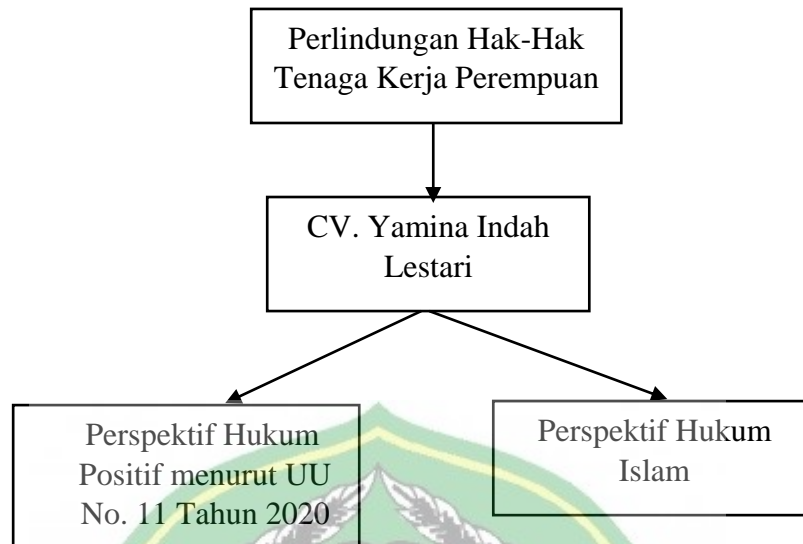 Perlindungan Hak-Hak
Tenaga Kerja Perempuan
CV. Yamina Indah
Lestari
Perspektif Hukum
Positif menurut UU
No. 11 Tahun 2020
Perspektif Hukum
Islam